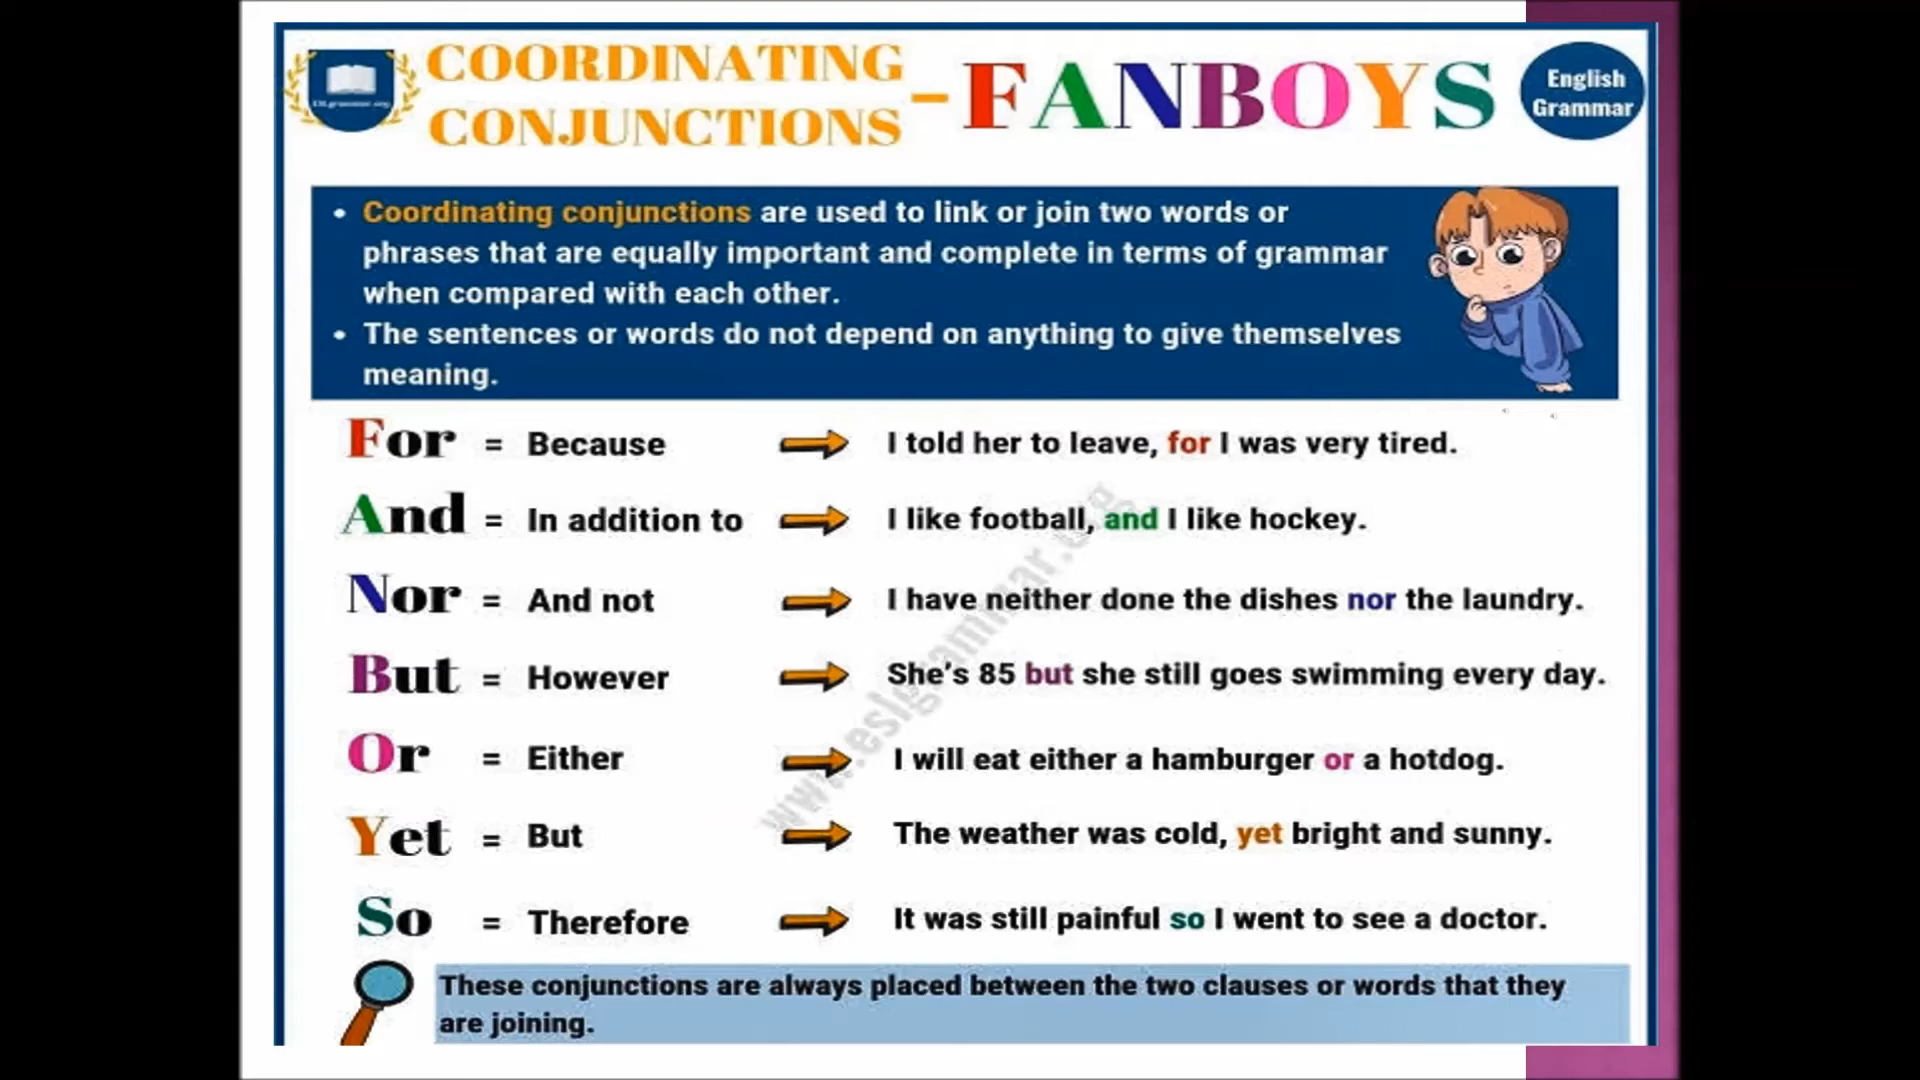 COORDINATING
CONJUNCTIONS
– FANBOYS
English
Grammar
• Coordinating conjunctions are used to link or join two words or
phrases that are equally important and complete in terms of grammar
when compared with each other.
• The sentences or words do not depend on anything to give themselves
meaning.
For = Because I told her to leave, for I was very tired.
And = In addition to I like football, and I like hockey.
Nor = And not I have neither done the dishes nor the laundry.
But = However She's 85 but she still goes swimming every day.
Or = Either I will eat either a hamburger or a hotdog.
Yet = But The weather was cold, yet bright and sunny.
So = Therefore It was still painful so I went to see a doctor.
www.eslgrammar.org
These conjunctions are always placed between the two clauses or words that they
are joining.